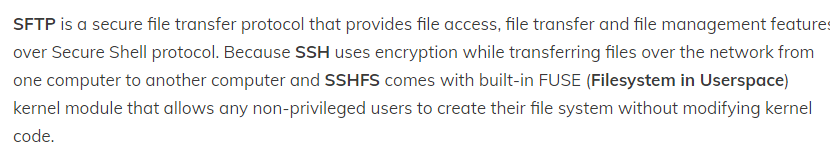 SFTP is a secure file transfer protocol that provides file access, file transfer and file management features
over Secure Shell protocol. Because SSH uses encryption while transferring files over the network from
one computer to another computer and SSHFS comes with built-in FUSE (Filesystem in Userspace)
kernel module that allows any non-privileged users to create their file system without modifying kernel
code.